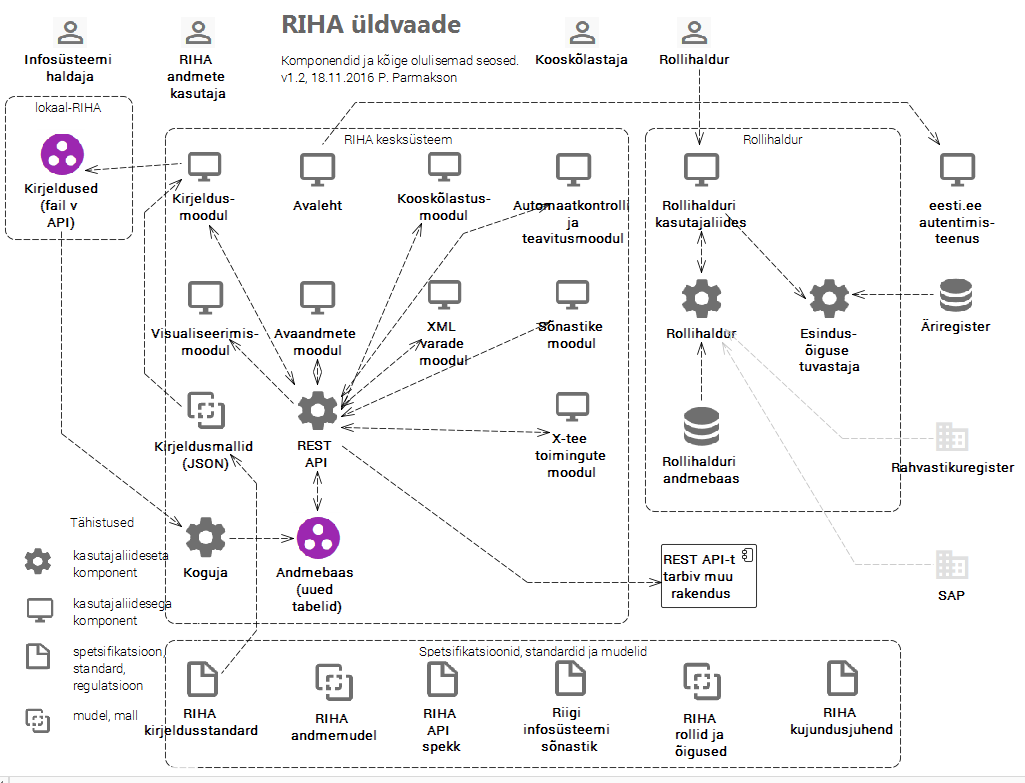 RIHA üldvaade
Komponendid ja kõige olulisemad seosed.
v1.2, 18.11.2016 P. Parmakson
Infosüsteemi
haldaja
RIHA
andmete
kasutaja
Kooskõlastaja
Rollihaldur
lokaal-RIHA
Kirjeldused
(fail v
API)
RIHA kesksüsteem
Kirjeldus-
moodul
Avaleht
Kooskõlastus-
moodul
Automaatkontrolli
ja
teavitusmoodul
Visualiseerimis-
moodul
Avaandmete
moodul
XML
varade
moodul
Sõnastike
moodul
Kirjeldusmallid
(JSON)
REST
API
X-tee
toimingute
moodul
Koguja
Andmebaas
(uued
tabelid)
Rollihaldur
Rollihalduri
kasutajaliides
Rollihaldur
Esindus-
õiguse
tuvastaja
Rollihalduri
andmebaas
eesti.ee
autentimis-
teenus
Äriregister
Rahvastikuregister
SAP
REST API-t
tarbiv muu
rakendus
Tähistused
kasutajaliideseta
komponent
kasutajaliidesega
komponent
spetsifikatsioon,
standard,
regulatsioon
mudel, mall
Spetsifikatsioonid, standardid ja mudelid
RIHA
kirjeldusstandard
RIHA
andmemudel
RIHA
API
spekk
Riigi
infosüsteemi
sõnastik
RIHA
rollid ja
õigused
RIHA
kujundusjuhend